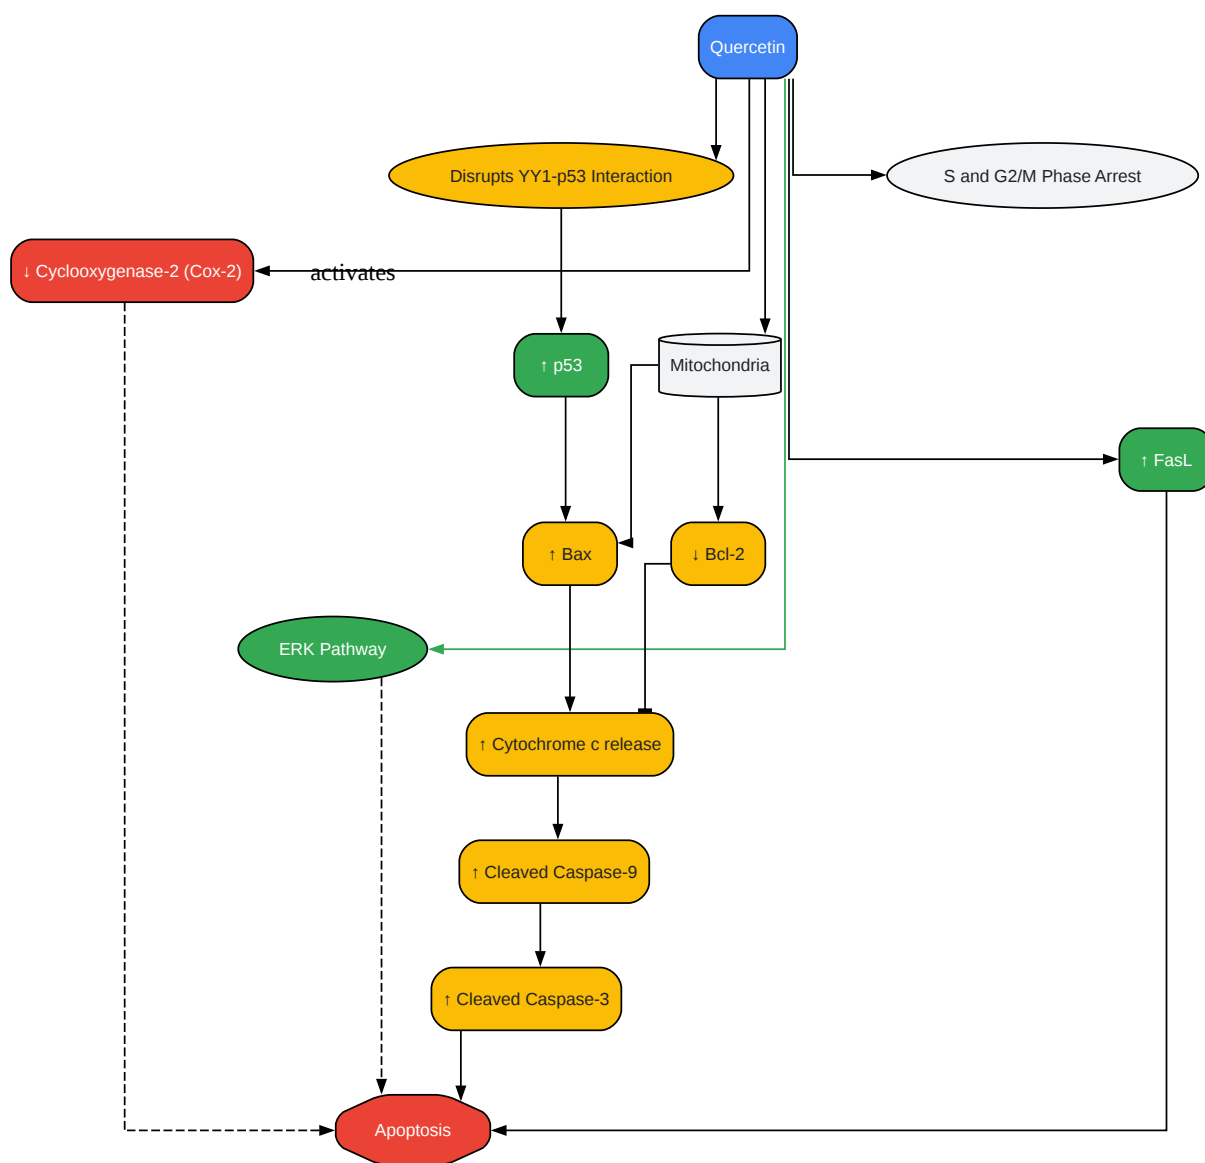 Quercetin
Disrupts YY1-p53 Interaction
S and G2/M Phase Arrest
↓ Cyclooxygenase-2 (Cox-2)
activates
↑ p53
Mitochondria
↑ FasL
↑ Bax
↓ Bcl-2
ERK Pathway
↑ Cytochrome c release
↑ Cleaved Caspase-9
↑ Cleaved Caspase-3
Apoptosis